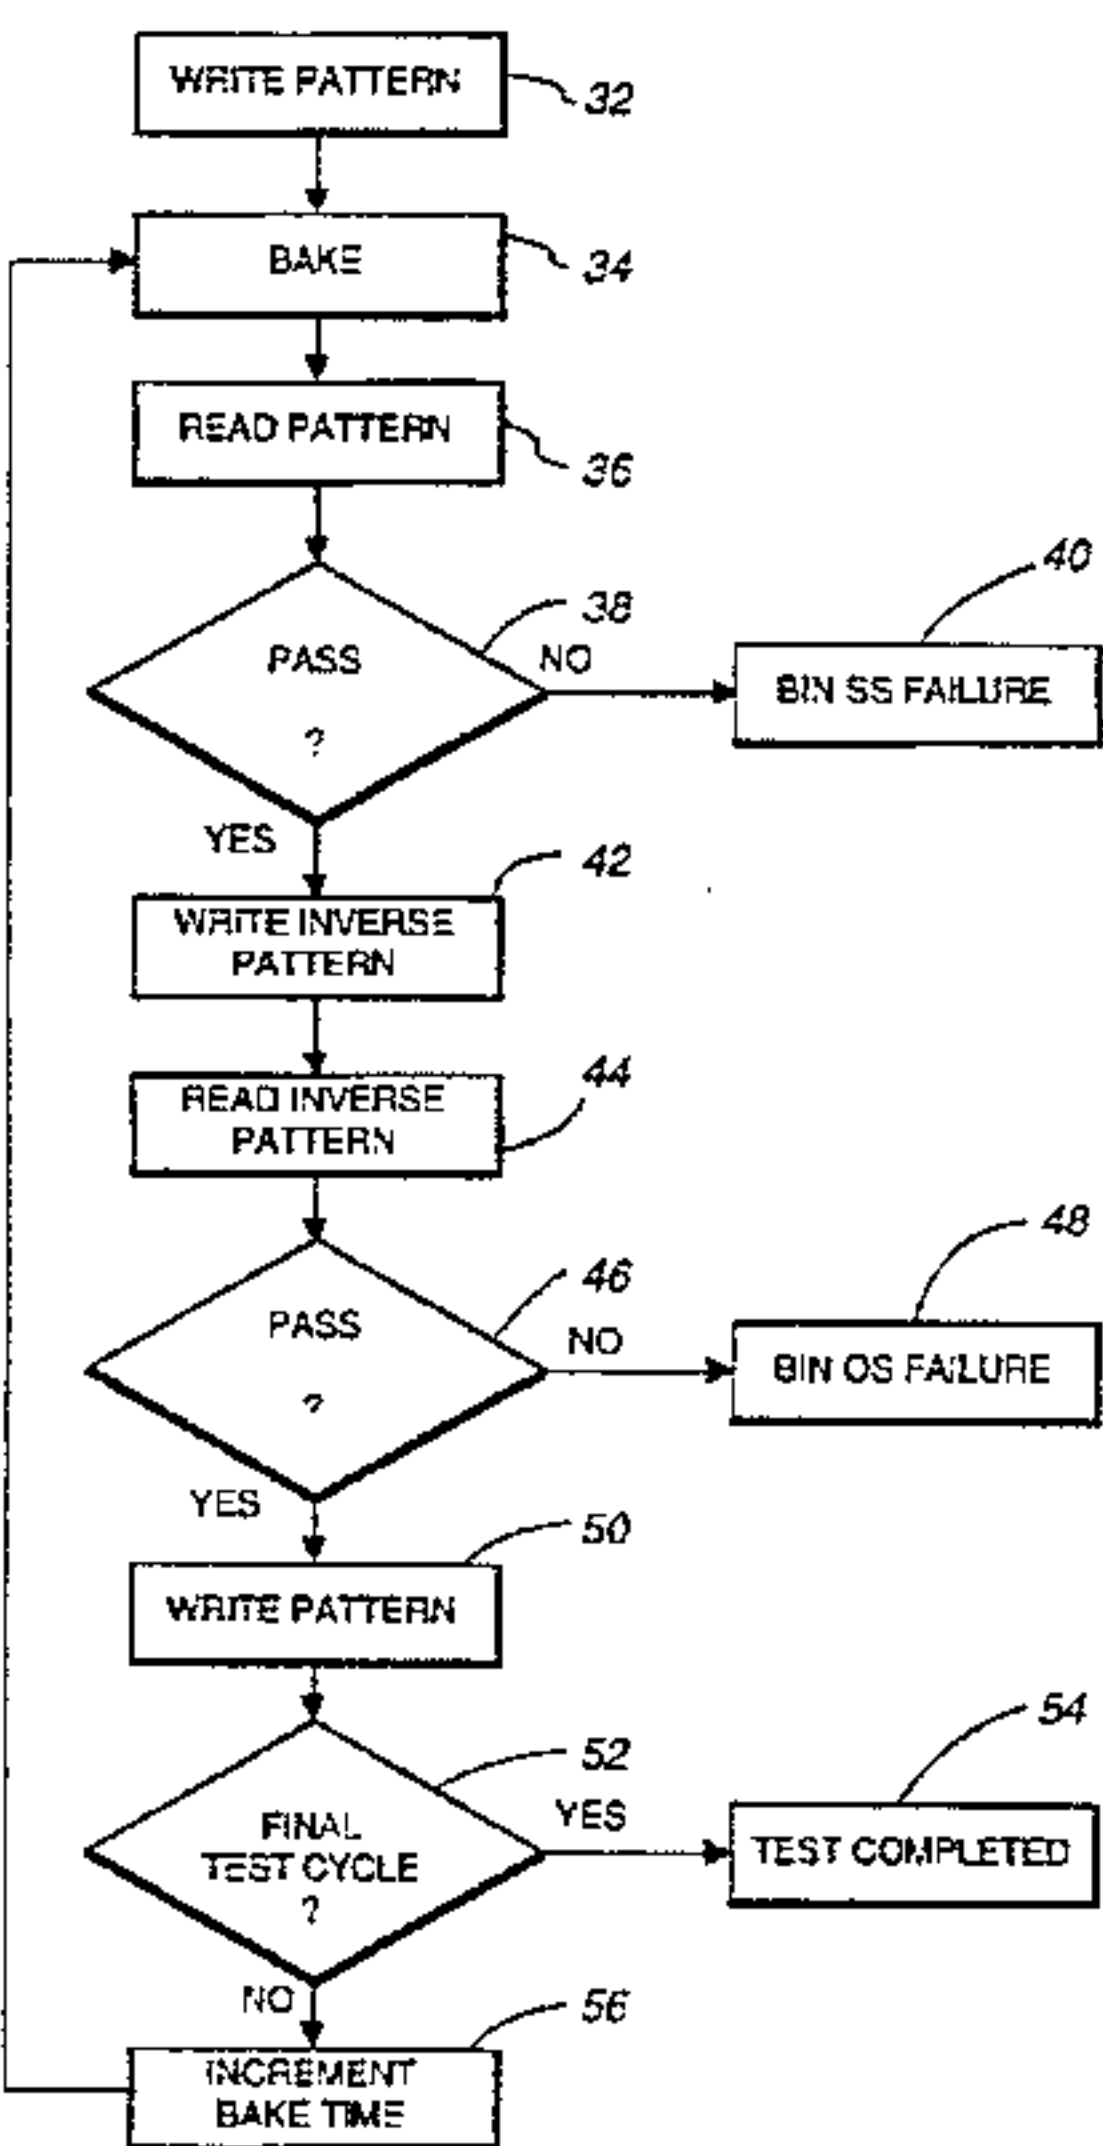 WRITE PATTERN
32
BAKE
34
READ PATTERN
36
PASS
?
38
NO
40
BIN SS FAILURE
YES
42
WRITE INVERSE
PATTERN
44
READ INVERSE
PATTERN
46
PASS
?
NO
48
BIN OS FAILURE
YES
50
WRITE PATTERN
52
FINAL
TEST CYCLE
?
YES
54
TEST COMPLETED
NO
56
INCREMENT
BAKE TIME